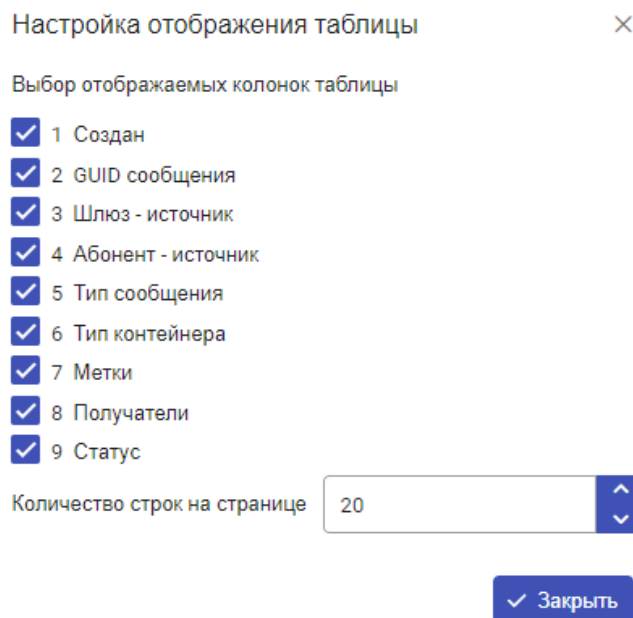 Настройка отображения таблицы
Выбор отображаемых колонок таблицы
1 Создан
2 GUID сообщения
3 Шлюз - источник
4 Абонент - источник
5 Тип сообщения
6 Тип контейнера
7 Метки
8 Получатели
9 Статус
Количество строк на странице 20
Закрыть